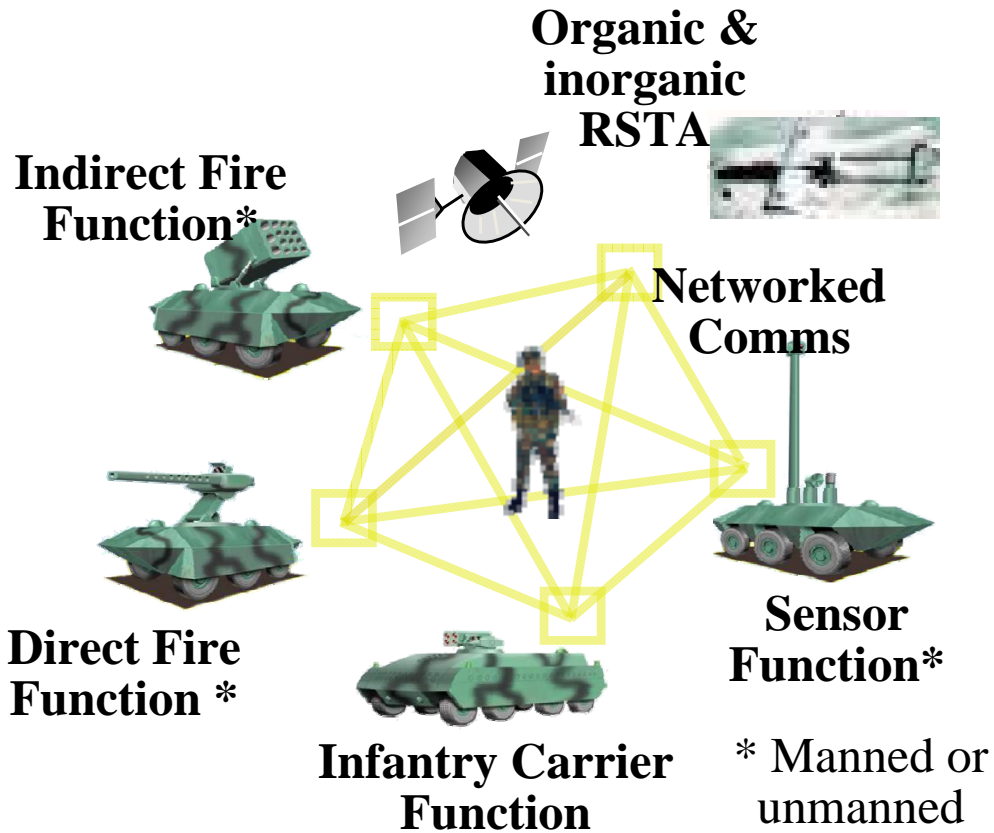 Organic &
inorganic
RSTA
Indirect Fire
Function*
Networked
Comms
Direct Fire
Function *
Sensor
Function*
Infantry Carrier
Function
* Manned or
unmanned